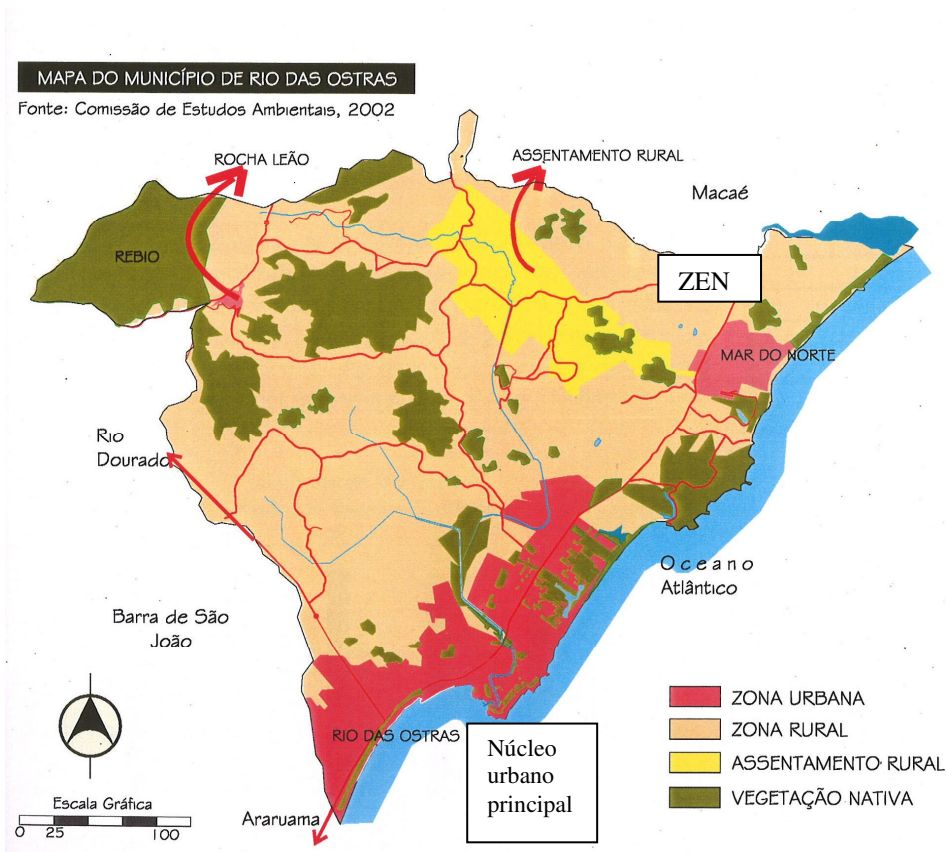 MAPA DO MUNICÍPIO DE RIO DAS OSTRAS
Fonte: Comissão de Estudos Ambientais, 2002
ROCHA LEÃO
ASSENTAMENTO RURAL
Macaé
REBIO
ZEN
MAR DO NORTE
Rio
Dourado
Oceano
Atlântico
Barra de São
João
ZONA URBANA
ZONA RURAL
ASSENTAMENTO RURAL
VEGETAÇÃO NATIVA
RIO DAS OSTRAS
Núcleo
urbano
principal
Escala Gráfica
0 25 100
Araruama